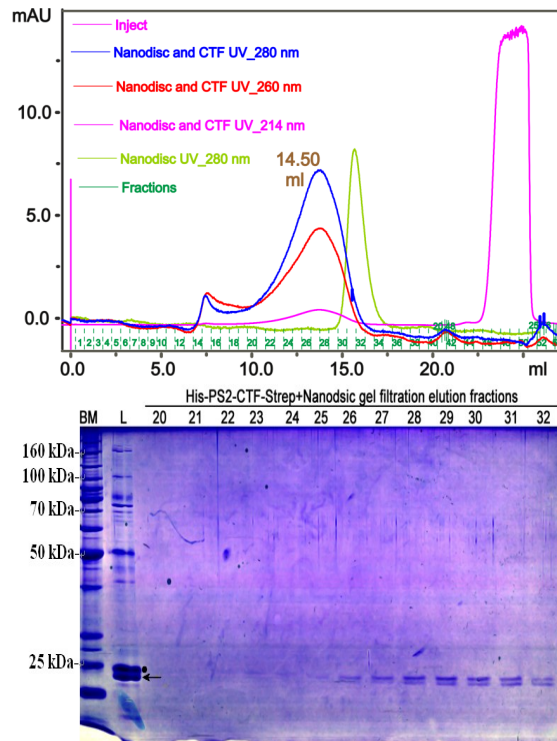 mAU
Inject
Nanodisc and CTF UV_280 nm
Nanodisc and CTF UV_260 nm
Nanodisc and CTF UV_214 nm
Nanodisc UV_280 nm
Fractions
14.50
ml
10.0
5.0
0.0
1 2 3 4 5 6 7 8 9 10 12 14 16 18 20 22 24 26 28 30 32 34 36
0.0 5.0 10.0 15.0 20.0 ml
His-PS2-CTF-Strep+Nanodsic gel filtration elution fractions
BM L 20 21 22 23 24 25 26 27 28 29 30 31 32
160 kDa-
100 kDa-
70 kDa-
50 kDa-
25 kDa-